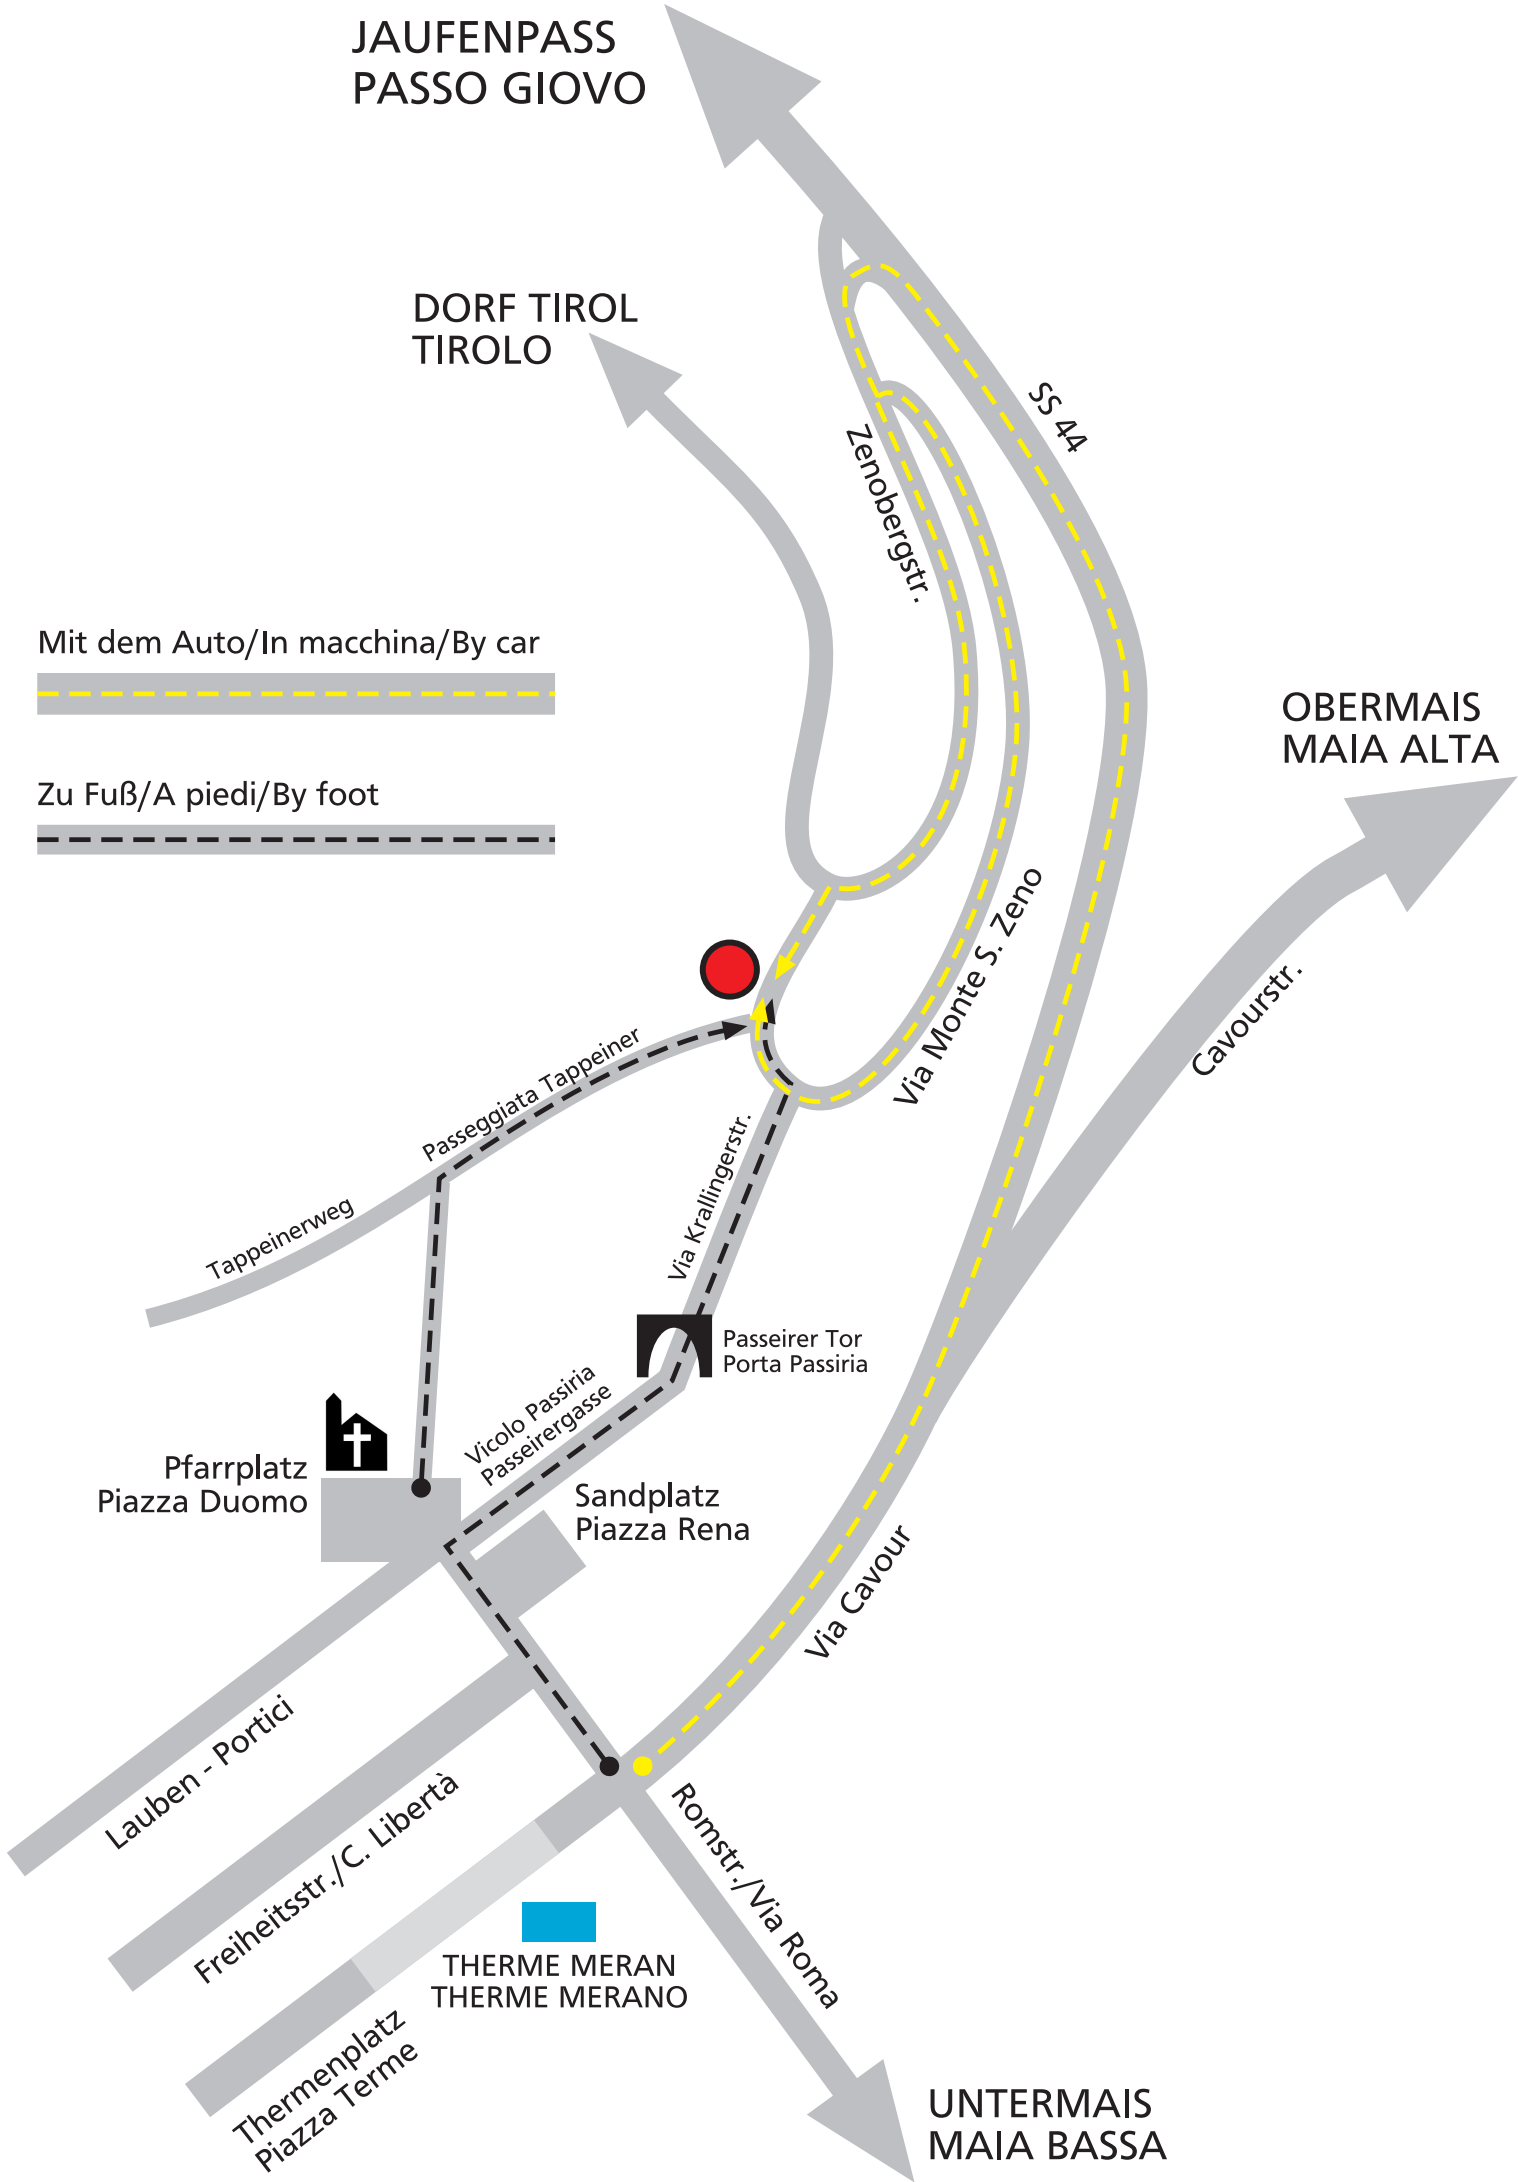 JAUFENPASS
PASSO GIOVO
DORF TIROL
TIROLO
SS 44
Zenobergstr.
Mit dem Auto/In macchina/By car
OBERMAIS
MAIA ALTA
Zu Fuß/A piedi/By foot
Via Monte S. Zeno
Cavourstr.
Passeggiata Tappeiner
Via Krallingerstr.
Tappeinerweg
Passeirer Tor
Porta Passiria
Vicolo Passiria
Passeirergasse
Pfarrplatz
Piazza Duomo
Sandplatz
Piazza Rena
Via Cavour
Lauben - Portici
Freiheitsstr./C. Libertà
Romstr./Via Roma
THERME MERAN
THERME MERANO
Thermenplatz
Piazza Terme
UNTERMAIS
MAIA BASSA